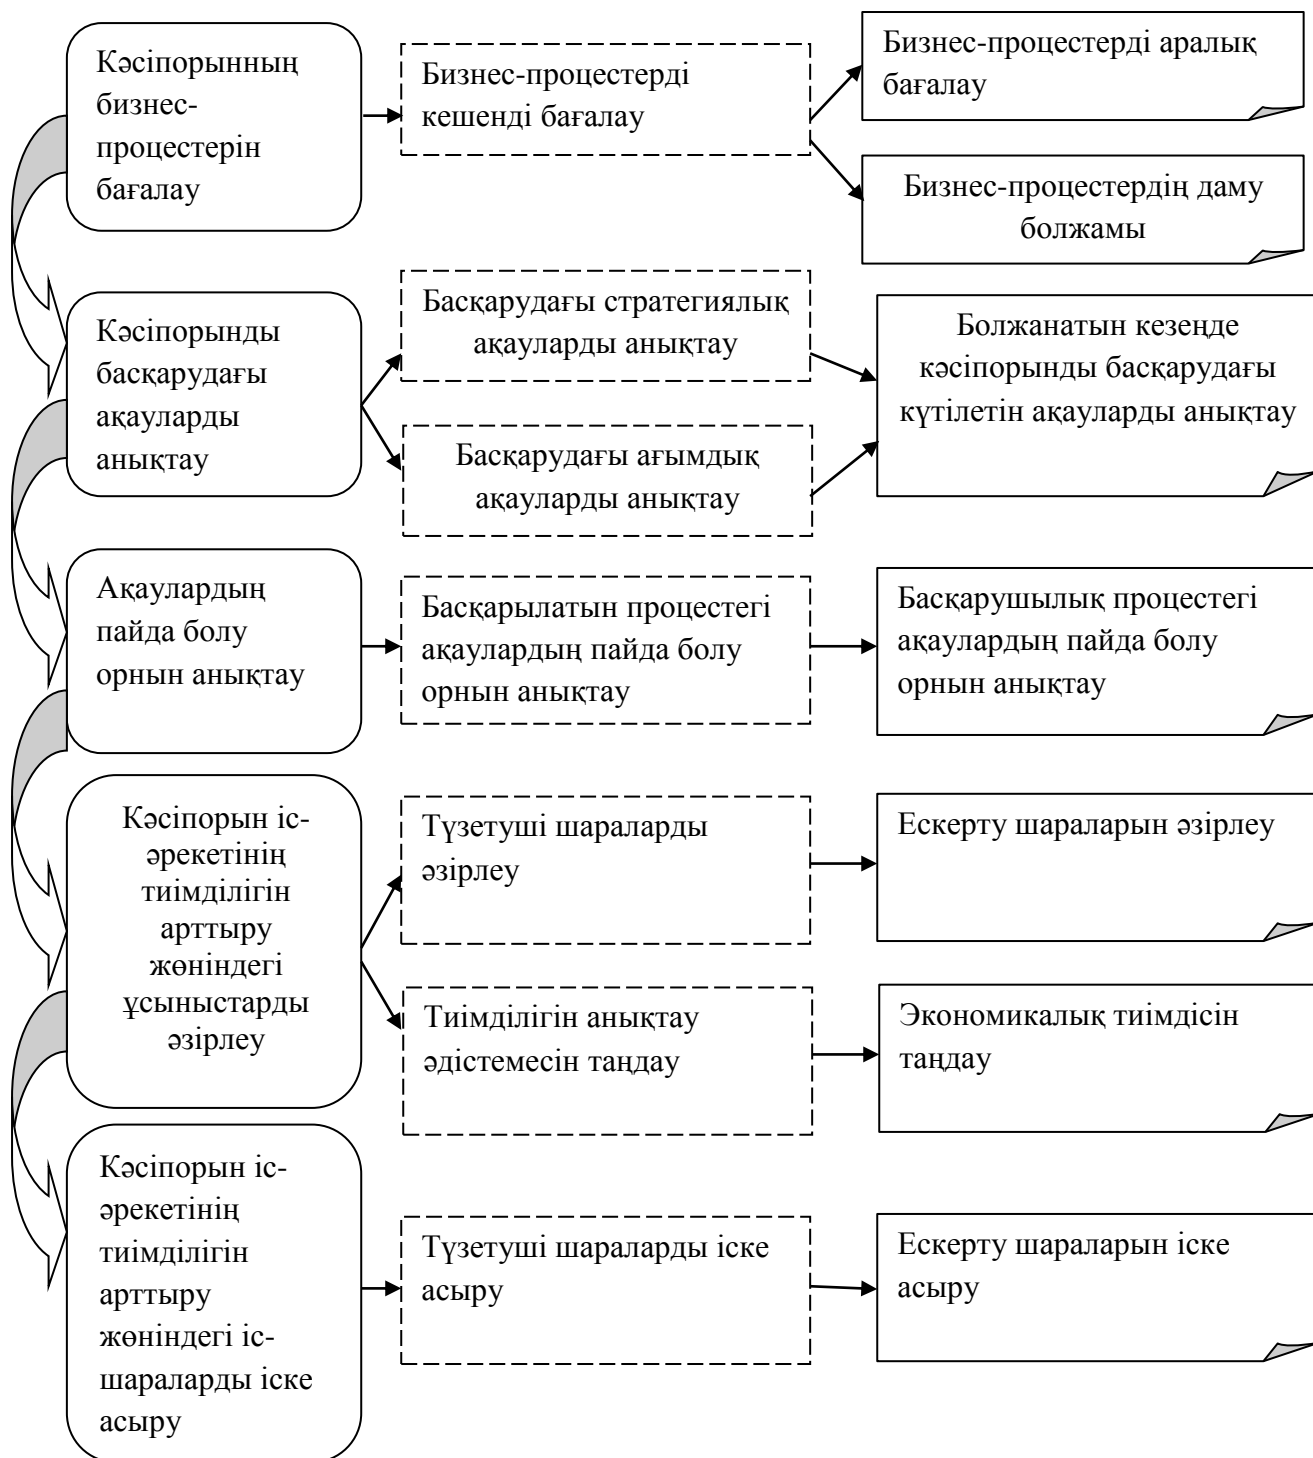 Кәсіпорынның
бизнес-
процестерін
бағалау
Бизнес-процестерді
кешенді бағалау
Бизнес-процестерді аралық
бағалау
Бизнес-процестердің даму
болжамы
Кәсіпорынды
басқарудағы
ақауларды
анықтау
Басқарудағы стратегиялық
ақауларды анықтау
Басқарудағы ағымдық
ақауларды анықтау
Болжанатын кезеңде
кәсіпорынды басқарудағы
күтілетін ақауларды анықтау
Ақаулардың
пайда болу
орнын анықтау
Басқарылатын процестегі
ақаулардың пайда болу
орнын анықтау
Басқарушылық процестегі
ақаулардың пайда болу
орнын анықтау
Кәсіпорын іс-
әрекетінің
тиімділігін
арттыру
жөніндегі
ұсыныстарды
әзірлеу
Түзетуші шараларды
әзірлеу
Ескерту шараларын әзірлеу
Тиімділігін анықтау
әдістемесін таңдау
Экономикалық тиімдісін
таңдау
Кәсіпорын іс-
әрекетінің
тиімділігін
арттыру
жөніндегі іс-
шараларды іске
асыру
Түзетуші шараларды іске
асыру
Ескерту шараларын іске
асыру